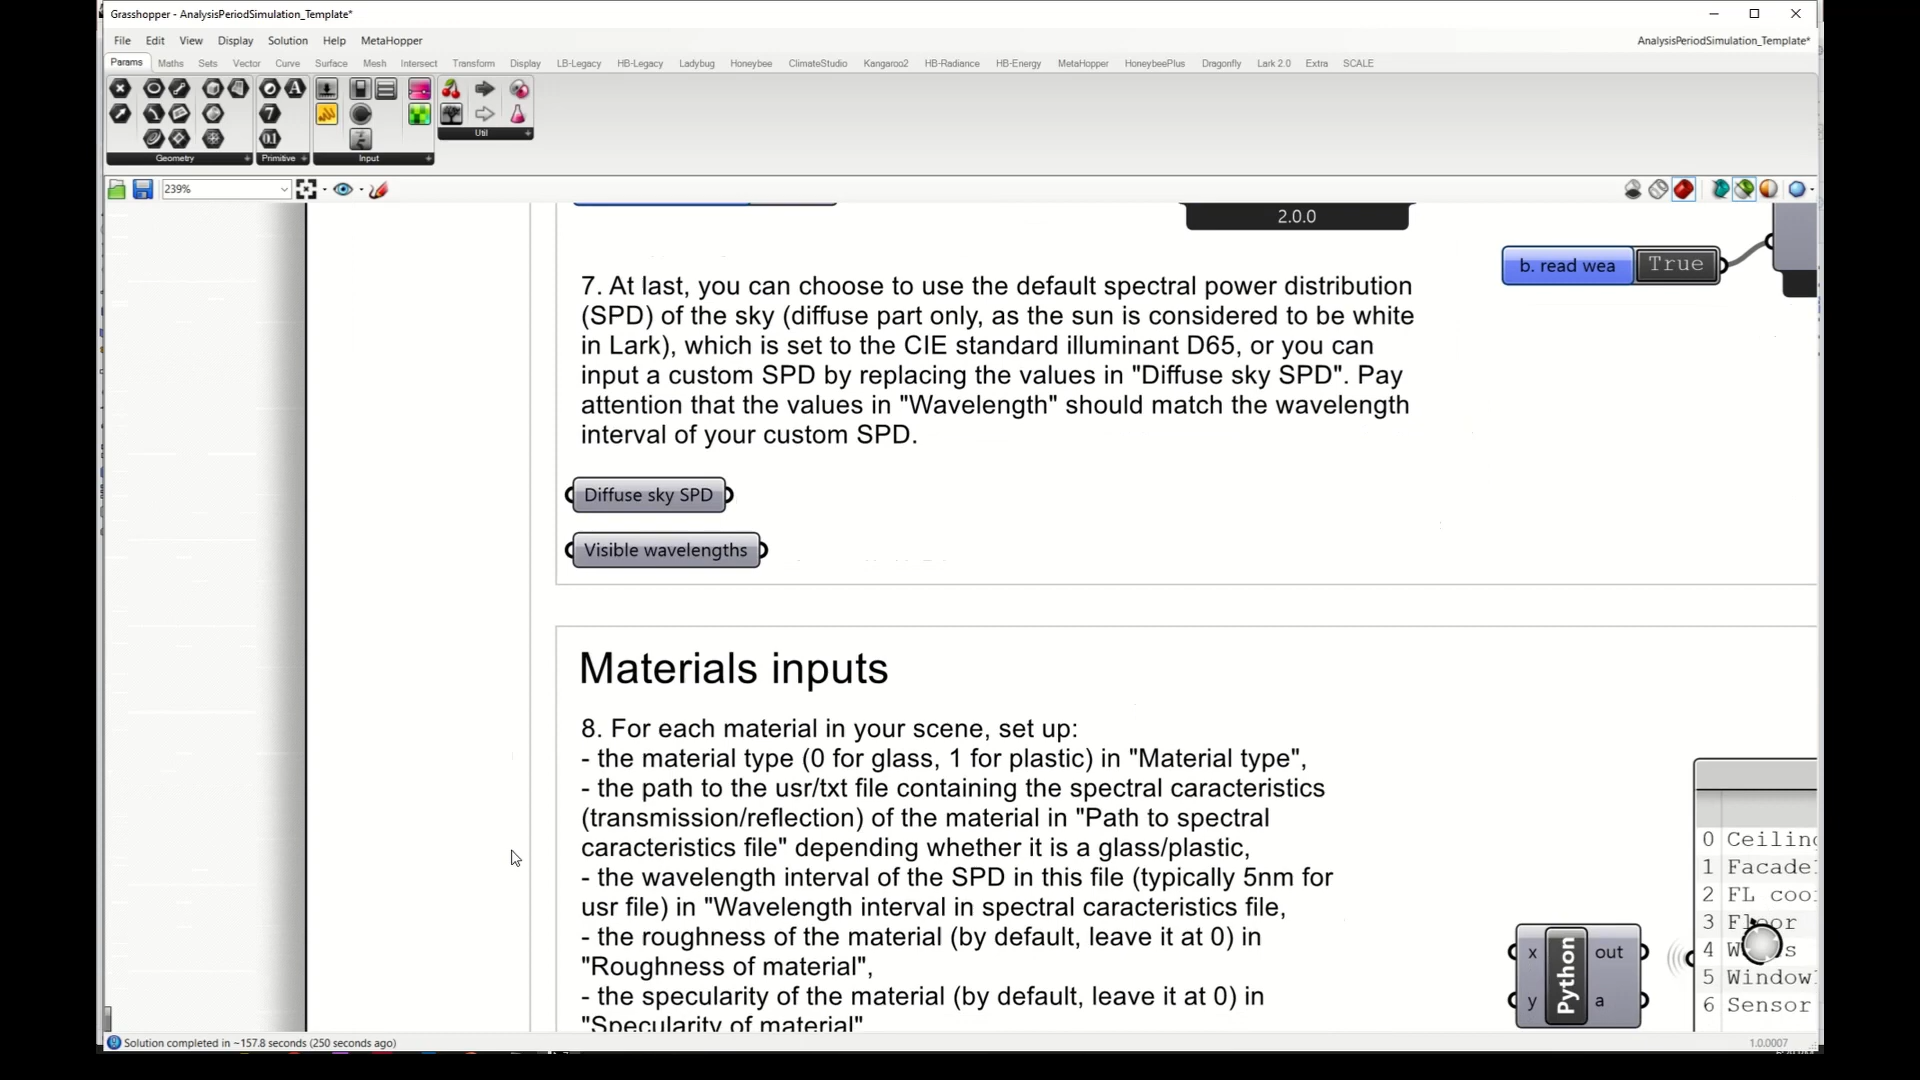 Grasshopper - AnalysisPeriodSimulation_Template*
File Edit View Display Solution Help MetaHopper
AnalysisPeriodSimulation_Template*
Params Maths Sets Vector Curve Surface Mesh Intersect Transform Display LB-Legacy HB-Legacy Ladybug Honeybee ClimateStudio Kangaroo2 HB-Radiance HB-Energy MetaHopper HoneybeePlus Dragonfly Lark 2.0 Extra SCALE
Geometry Primitive Input Util
239%
2.0.0
b. read wea True
7. At last, you can choose to use the default spectral power distribution
(SPD) of the sky (diffuse part only, as the sun is considered to be white
in Lark), which is set to the CIE standard illuminant D65, or you can
input a custom SPD by replacing the values in "Diffuse sky SPD". Pay
attention that the values in "Wavelength" should match the wavelength
interval of your custom SPD.
Diffuse sky SPD
Visible wavelengths
Materials inputs
8. For each material in your scene, set up:
- the material type (0 for glass, 1 for plastic) in "Material type",
- the path to the usr/txt file containing the spectral caracteristics
(transmission/reflection) of the material in "Path to spectral
caracteristics file" depending whether it is a glass/plastic,
- the wavelength interval of the SPD in this file (typically 5nm for
usr file) in "Wavelength interval in spectral caracteristics file,
- the roughness of the material (by default, leave it at 0) in
"Roughness of material",
- the specularity of the material (by default, leave it at 0) in
"Specularity of material"
x Python out
y a
0 Ceiling
1 Facade
2 FL coo
3 Floor
4
5 Window
6 Sensor
Solution completed in ~157.8 seconds (250 seconds ago)
1.0.0007